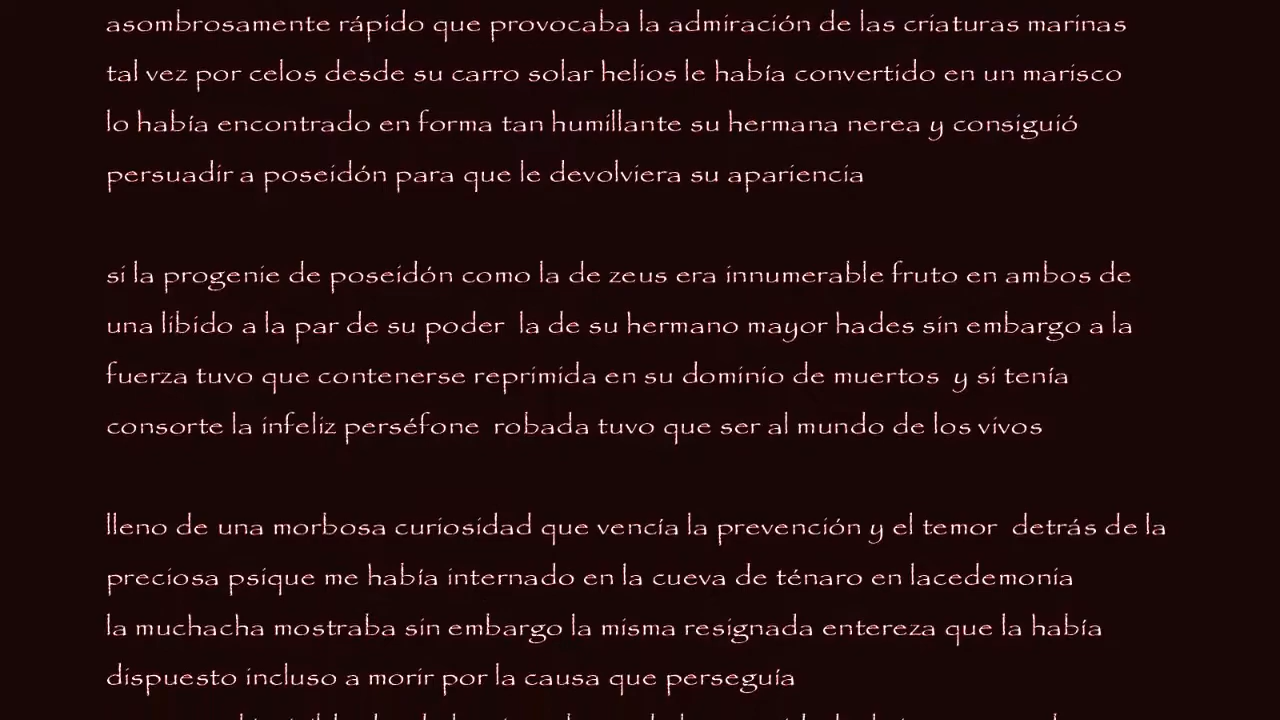 asombrosamente rápido que provocaba la admiración de las criaturas marinas
tal vez por celos desde su carro solar helios le había convertido en un marisco
lo había encontrado en forma tan humillante su hermana nerea y consiguió
persuadir a poseidón para que le devolviera su apariencia
si la progenie de poseidón como la de zeus era innumerable fruto en ambos de
una libido a la par de su poder la de su hermano mayor hades sin embargo a la
fuerza tuvo que contenerse reprimida en su dominio de muertos y si tenía
consorte la infeliz perséfone robada tuvo que ser al mundo de los vivos
lleno de una morbosa curiosidad que vencía la prevención y el temor detrás de la
preciosa psique me había internado en la cueva de ténaro en lacedemonia
la muchacha mostraba sin embargo la misma resignada entereza que la había
dispuesto incluso a morir por la causa que perseguía